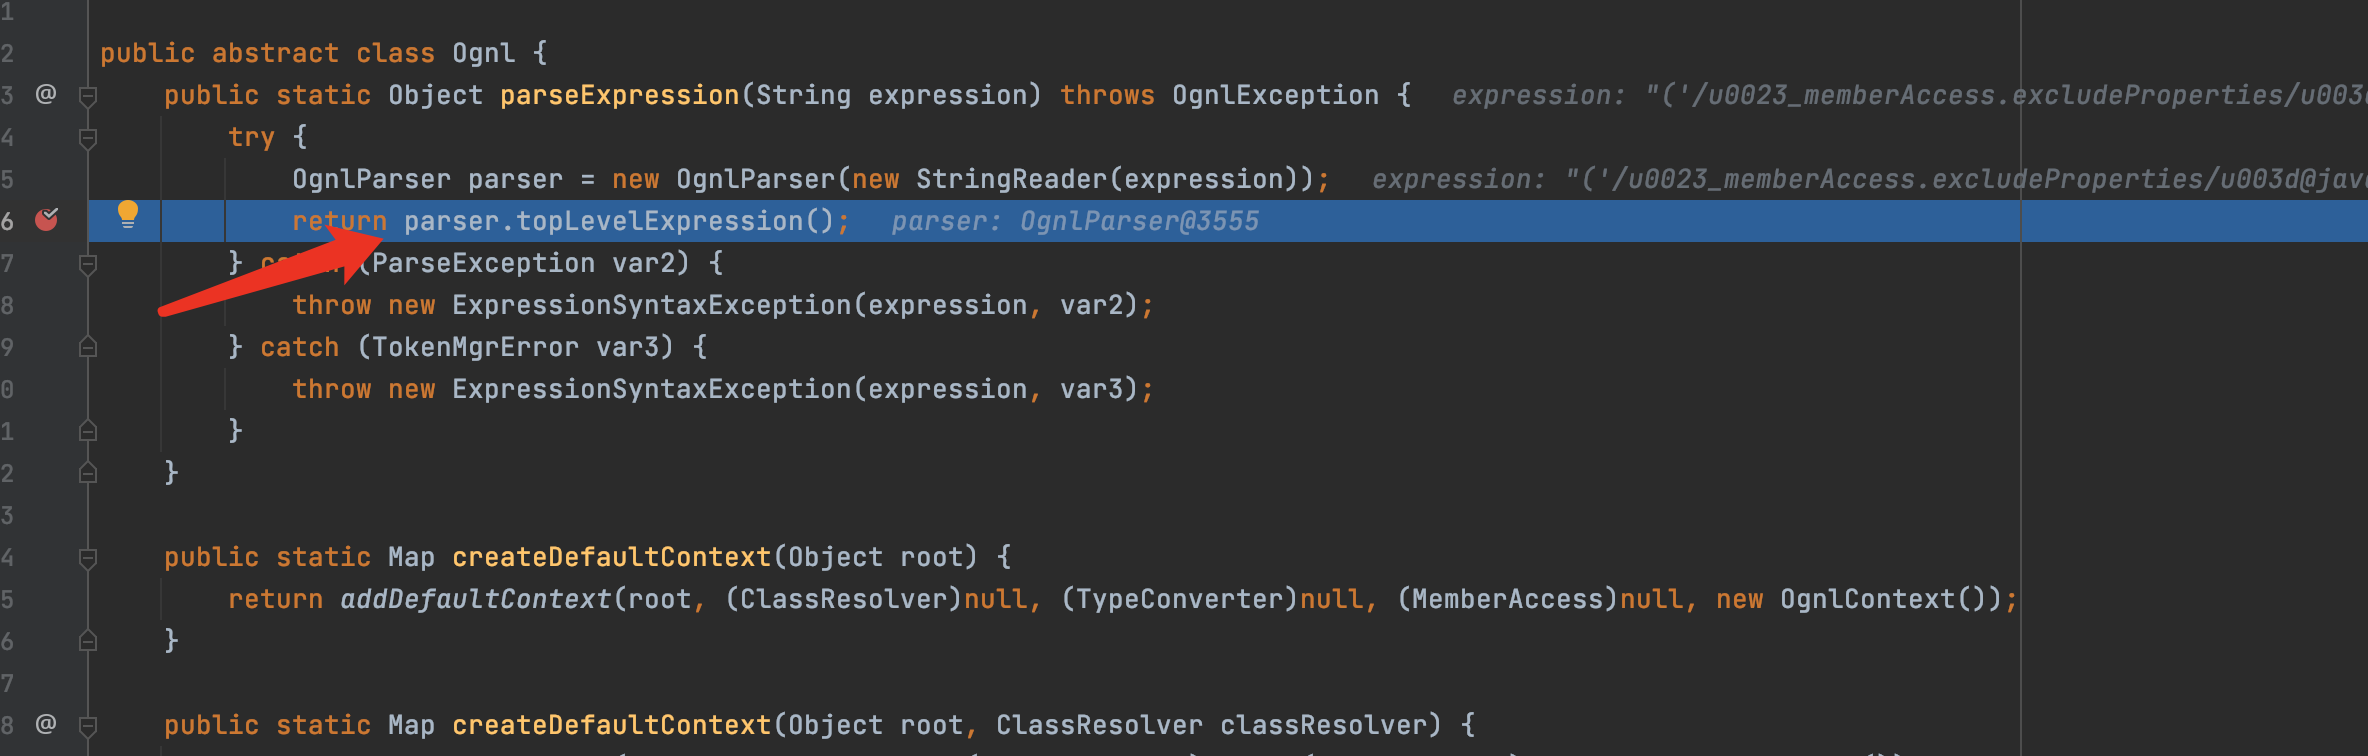 1
2 public abstract class Ognl {
3 @ public static Object parseExpression(String expression) throws OgnlException { expression: "('/u0023_memberAccess.excludeProperties/u003
4 try {
5 OgnlParser parser = new OgnlParser(new StringReader(expression)); expression: "('/u0023_memberAccess.excludeProperties/u003d@jav
6 return parser.topLevelExpression(); parser: OgnlParser@3555
7 } (ParseException var2) {
8 throw new ExpressionSyntaxException(expression, var2);
9 } catch (TokenMgrError var3) {
0 throw new ExpressionSyntaxException(expression, var3);
1 }
2 }
3
4 public static Map createDefaultContext(Object root) {
5 return addDefaultContext(root, (ClassResolver)null, (TypeConverter)null, (MemberAccess)null, new OgnlContext());
6 }
7
8 @ public static Map createDefaultContext(Object root, ClassResolver classResolver) {